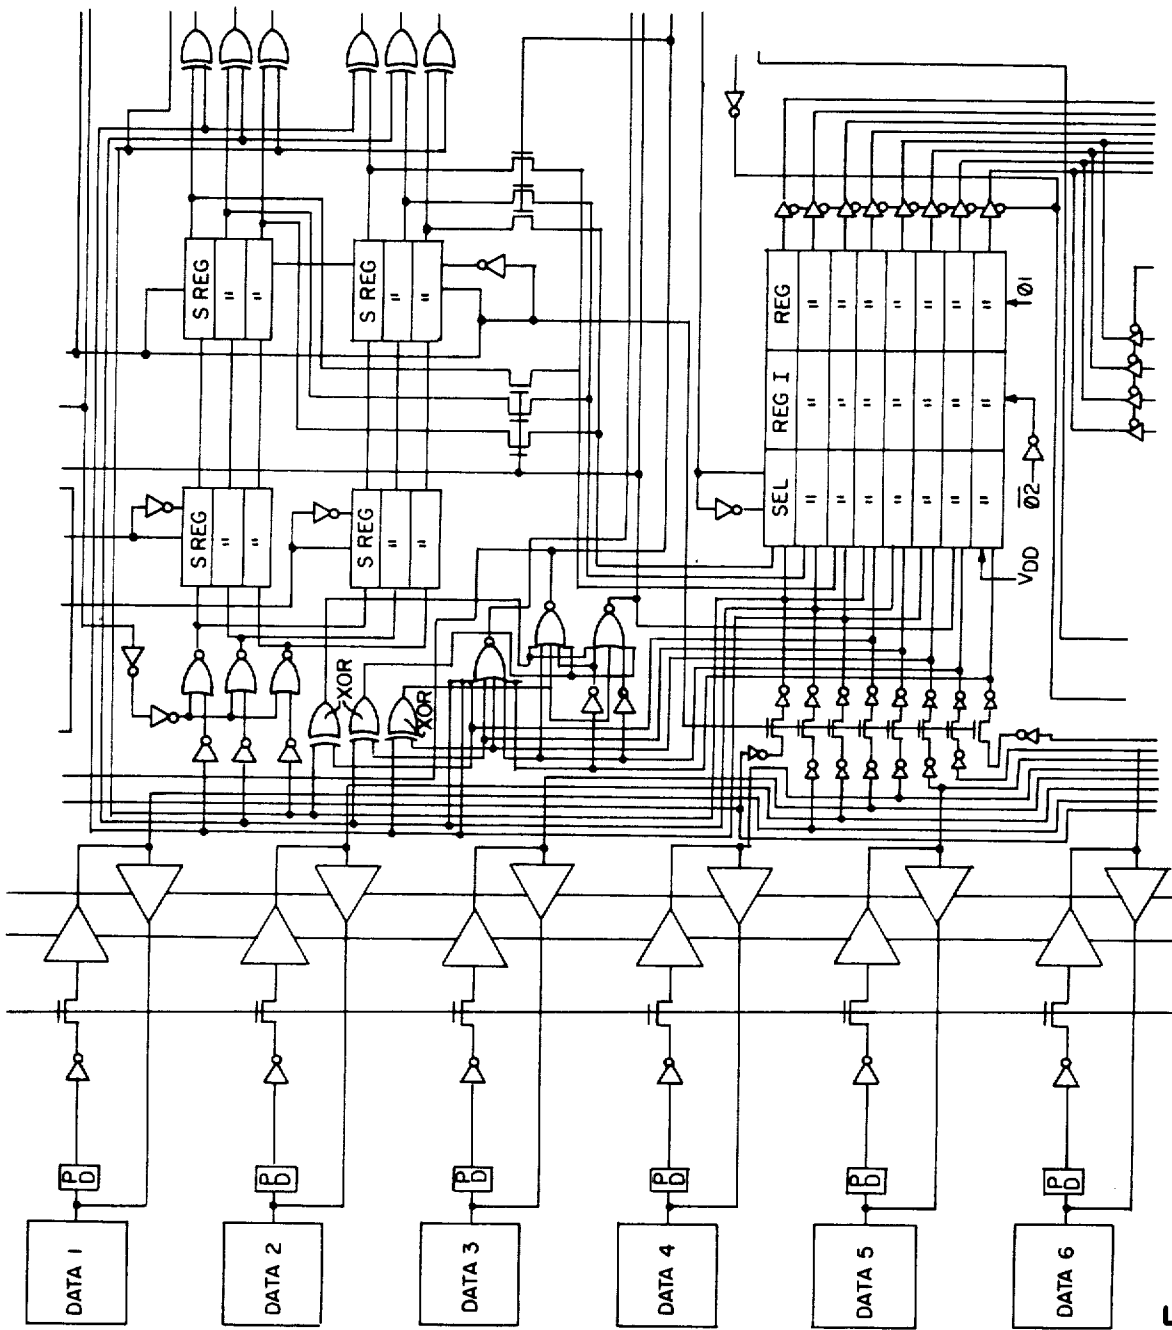 DATA 1
P
D
DATA 2
P
D
DATA 3
P
D
DATA 4
P
D
DATA 5
P
D
DATA 6
P
D
S REG
"
"
S REG
"
"
S REG
"
"
S REG
"
"
XOR
XOR
SEL REG I REG
" " "
" " "
" " "
" " "
" " "
" " "
" " "
VDD
Ø2̅
Ø1